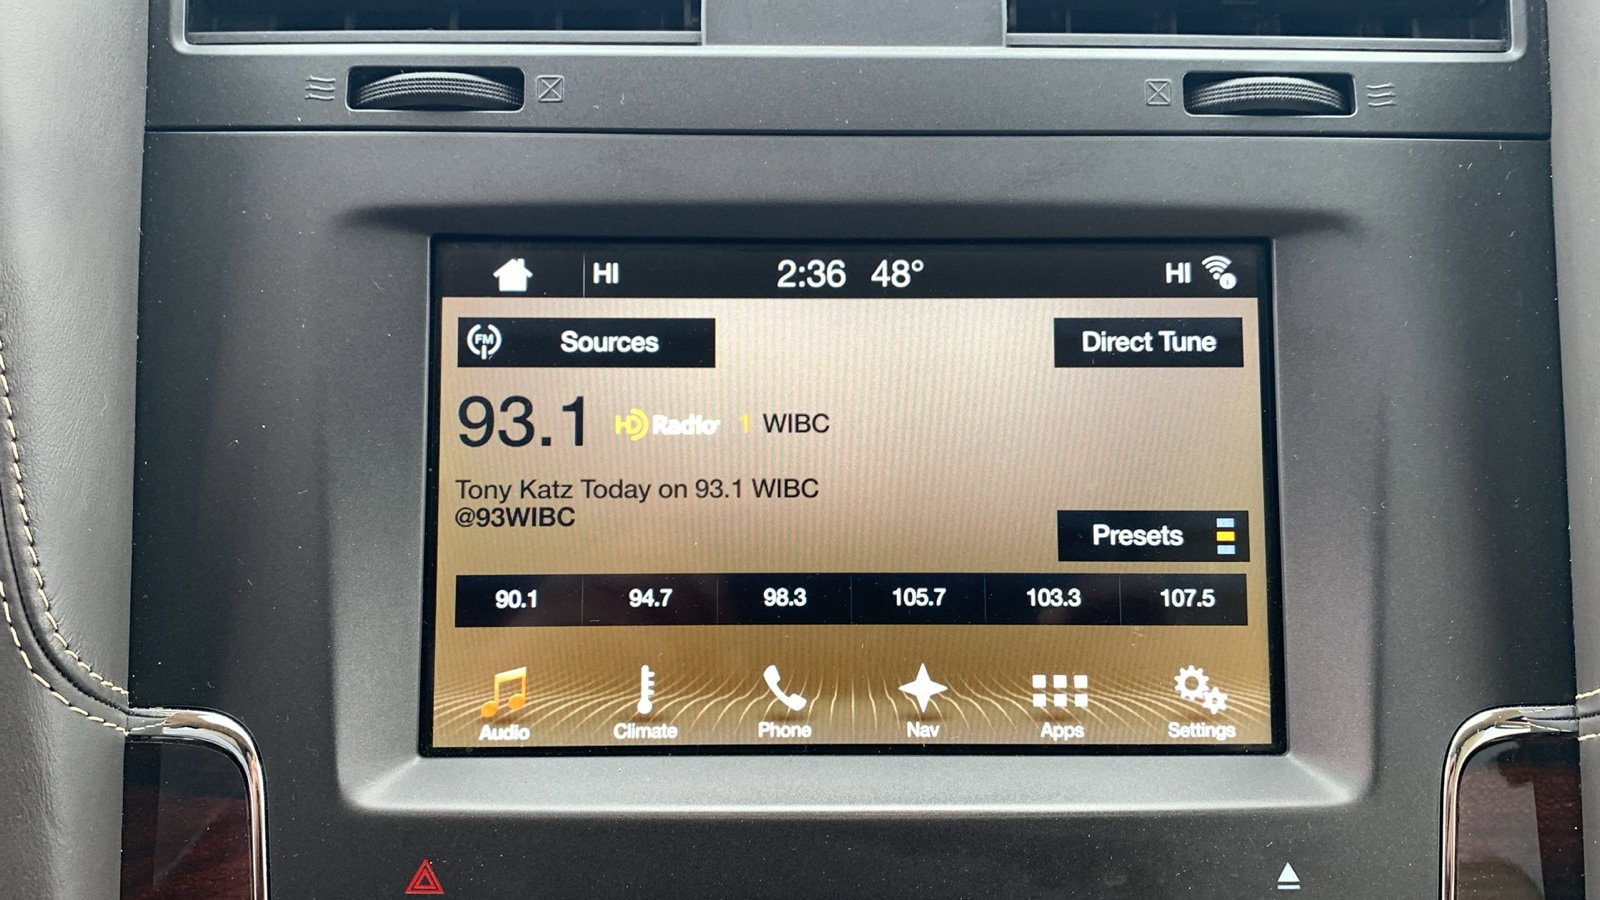 HI 2:36 48° HI
FM Sources Direct Tune
93.1 HD Radio 1 WIBC
Tony Katz Today on 93.1 WIBC
@93WIBC
Presets
90.1 94.7 98.3 105.7 103.3 107.5
Audio Climate Phone Nav Apps Settings